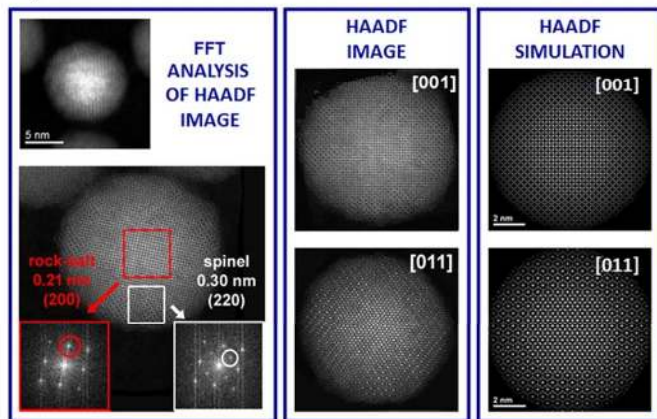 FFT
ANALYSIS
OF HAADF
IMAGE
5 nm
rock-salt
0.21 nm
(200)
spinel
0.30 nm
(220)
HAADF
IMAGE
[001]
[011]
HAADF
SIMULATION
[001]
2 nm
[011]
2 nm